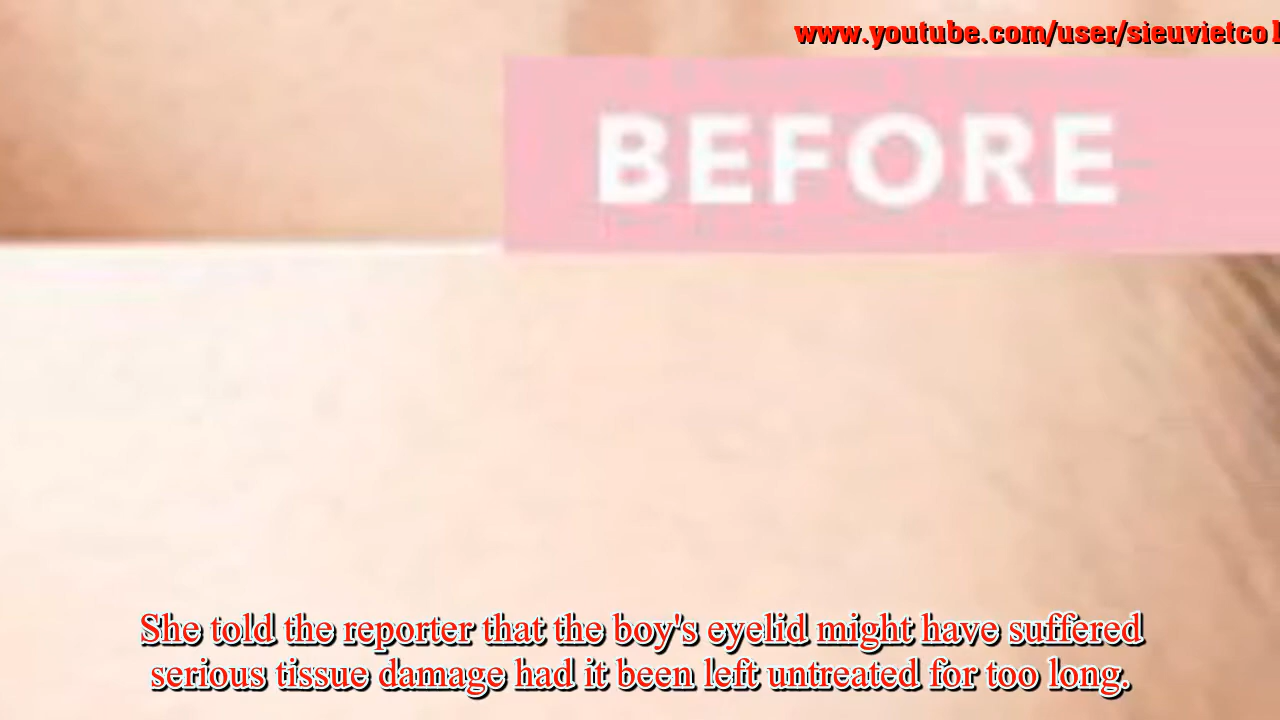 www.youtube.com/user/sieuvietco
BEFORE
She told the reporter that the boy's eyelid might have suffered
serious tissue damage had it been left untreated for too long.